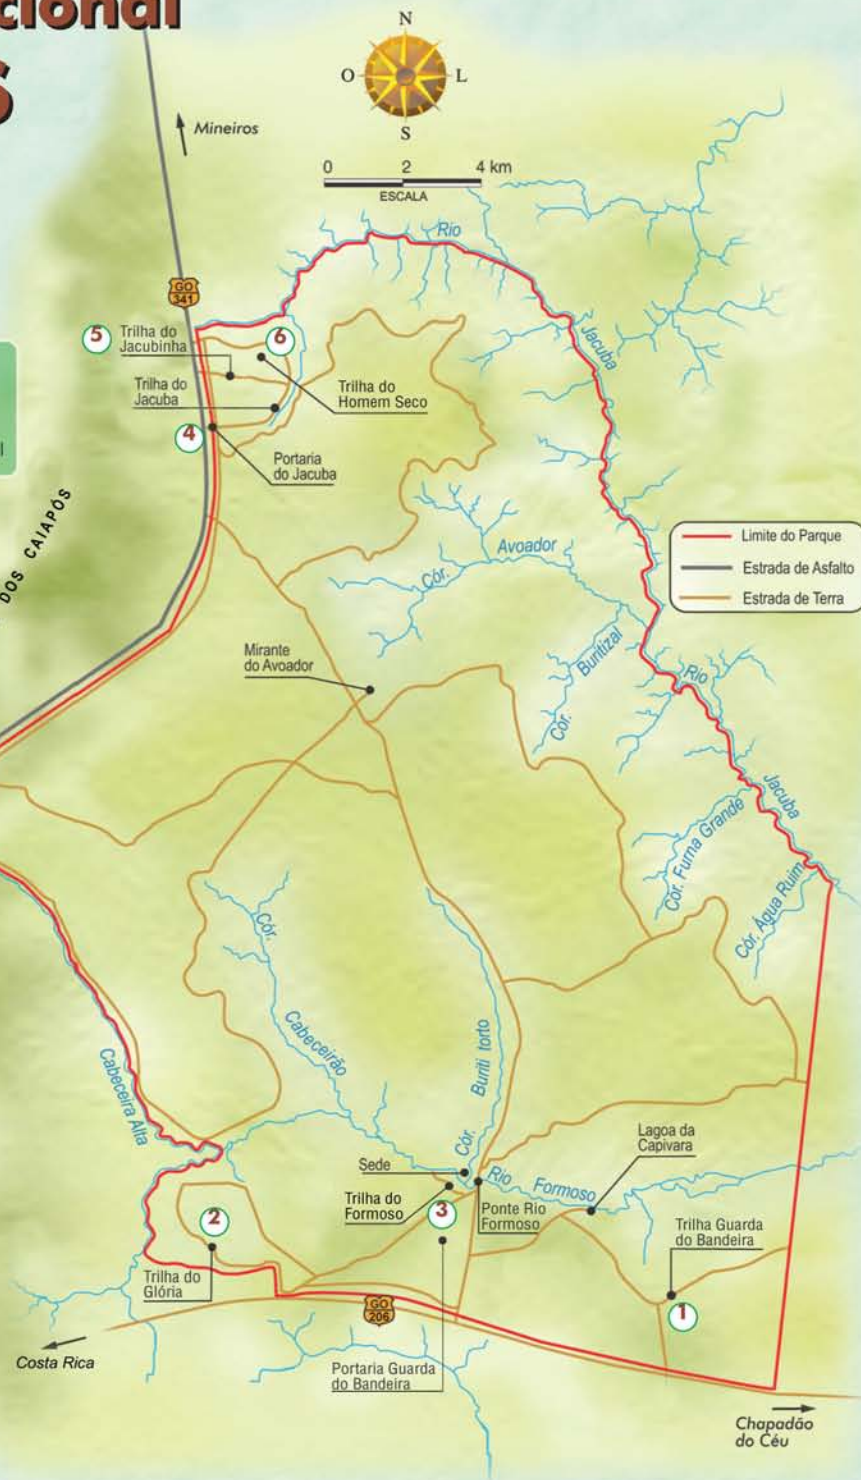 cional
S
N
O
L
S
Mineiros
0 2 4 km
ESCALA
Rio
GO
341
5
Trilha do
Jacubinha
6
Jacuba
Trilha do
Jacuba
Trilha do
Homem Seco
4
Portaria
do Jacuba
l
DOS CAIAPÓS
Limite do Parque
Estrada de Asfalto
Estrada de Terra
Cór. Avoador
Cór. Buritizal
Mirante
do Avoador
Rio Jacuba
Cór. Furna Grande
Cór. Água Ruim
Cór. Cabeceirão
Cór. Buriti torto
Cabeceira Alta
Lagoa da
Capivara
Sede
Rio Formoso
Trilha do
Formoso
3
Ponte Rio
Formoso
2
Trilha Guarda
do Bandeira
Trilha do
Glória
1
GO
206
Costa Rica
Portaria Guarda
do Bandeira
Chapadão
do Céu